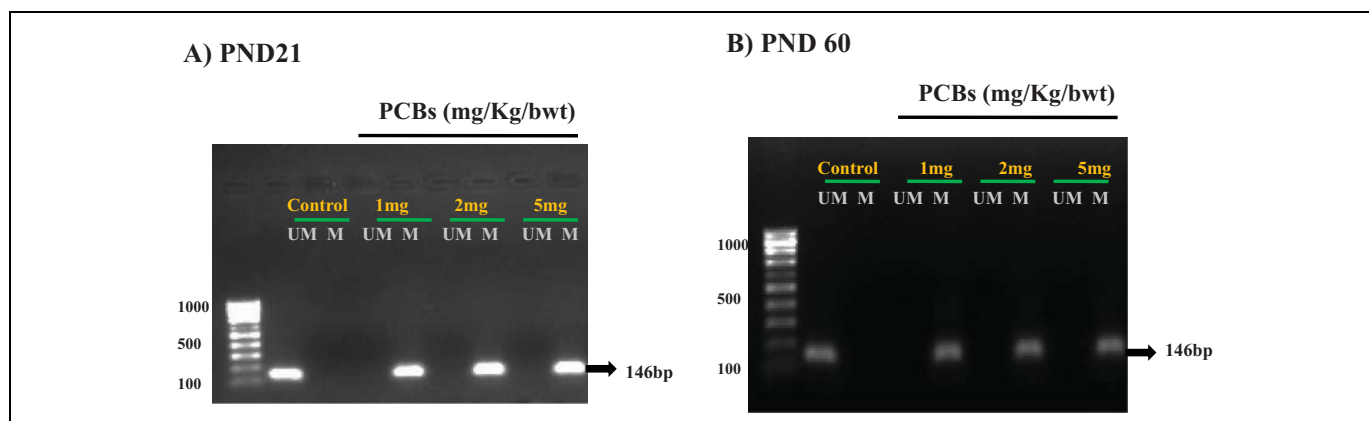 A) PND21
PCBs (mg/Kg/bwt)
Control 1mg 2mg 5mg
UM M UM M UM M UM M
1000
500
100
146bp
B) PND 60
PCBs (mg/Kg/bwt)
Control 1mg 2mg 5mg
UM M UM M UM M UM M
1000
500
100
146bp